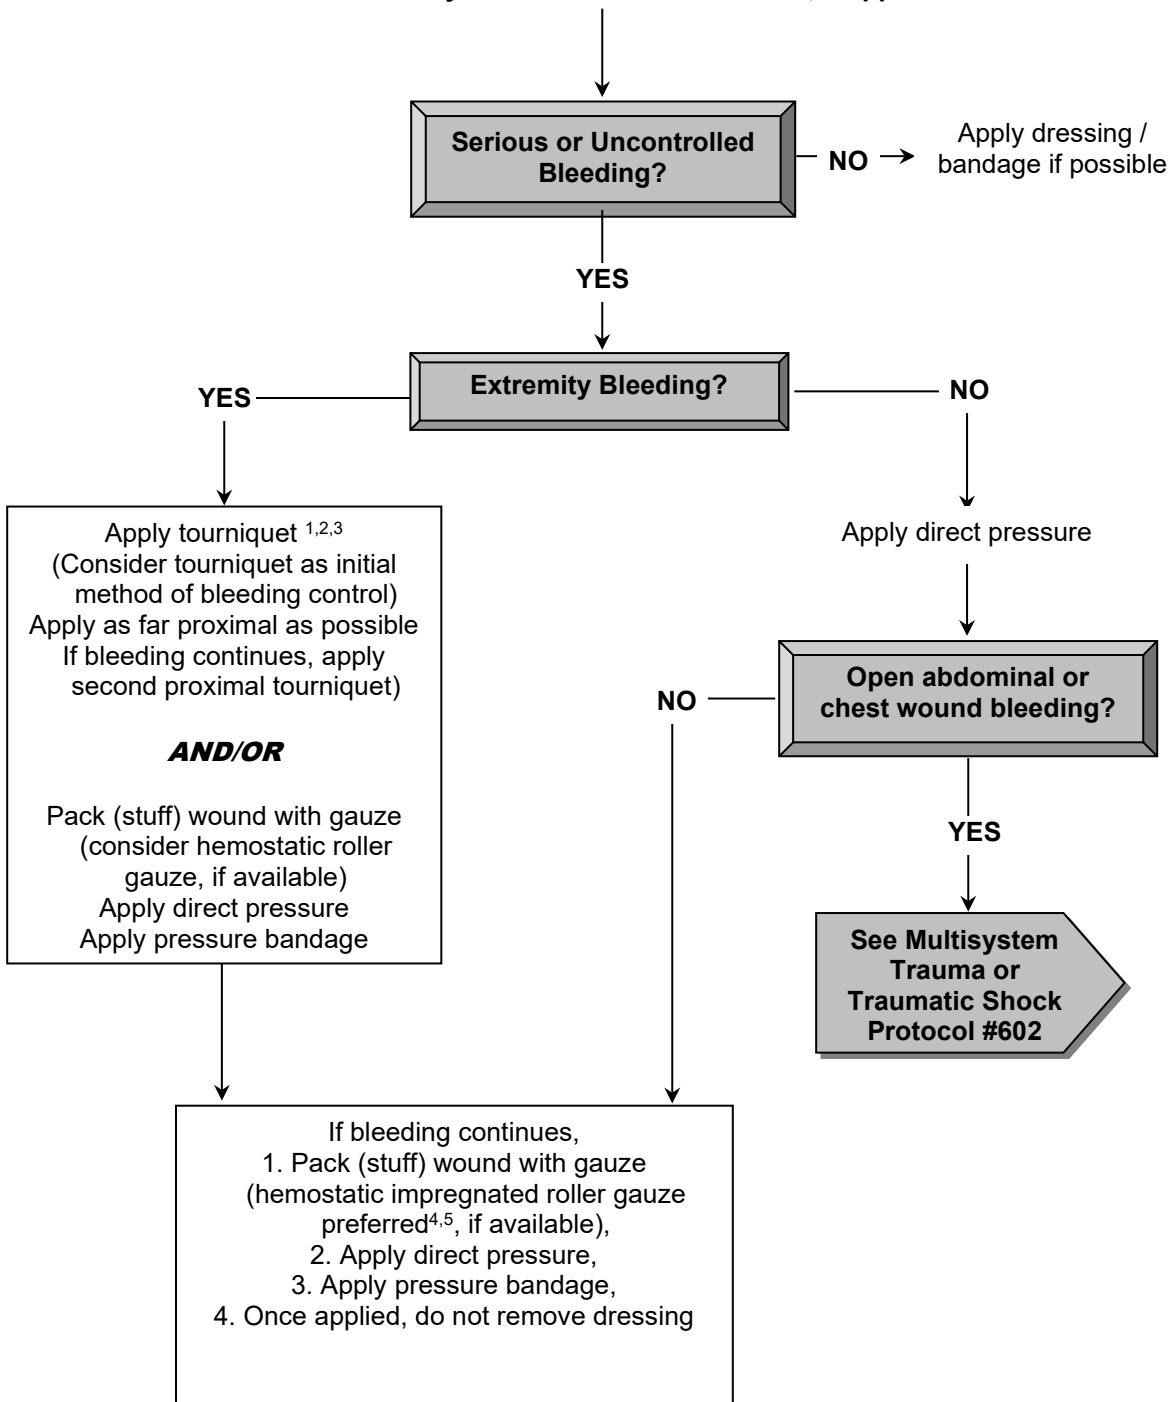 Serious or Uncontrolled
Bleeding?
NO
Apply dressing /
bandage if possible
YES
Extremity Bleeding?
YES
NO
Apply tourniquet 1,2,3
(Consider tourniquet as initial
method of bleeding control)
Apply as far proximal as possible
If bleeding continues, apply
second proximal tourniquet)
AND/OR
Pack (stuff) wound with gauze
(consider hemostatic roller
gauze, if available)
Apply direct pressure
Apply pressure bandage
Apply direct pressure
Open abdominal or
chest wound bleeding?
NO
YES
See Multisystem
Trauma or
Traumatic Shock
Protocol #602
If bleeding continues,
1. Pack (stuff) wound with gauze
(hemostatic impregnated roller gauze
preferred4,5, if available),
2. Apply direct pressure,
3. Apply pressure bandage,
4. Once applied, do not remove dressing